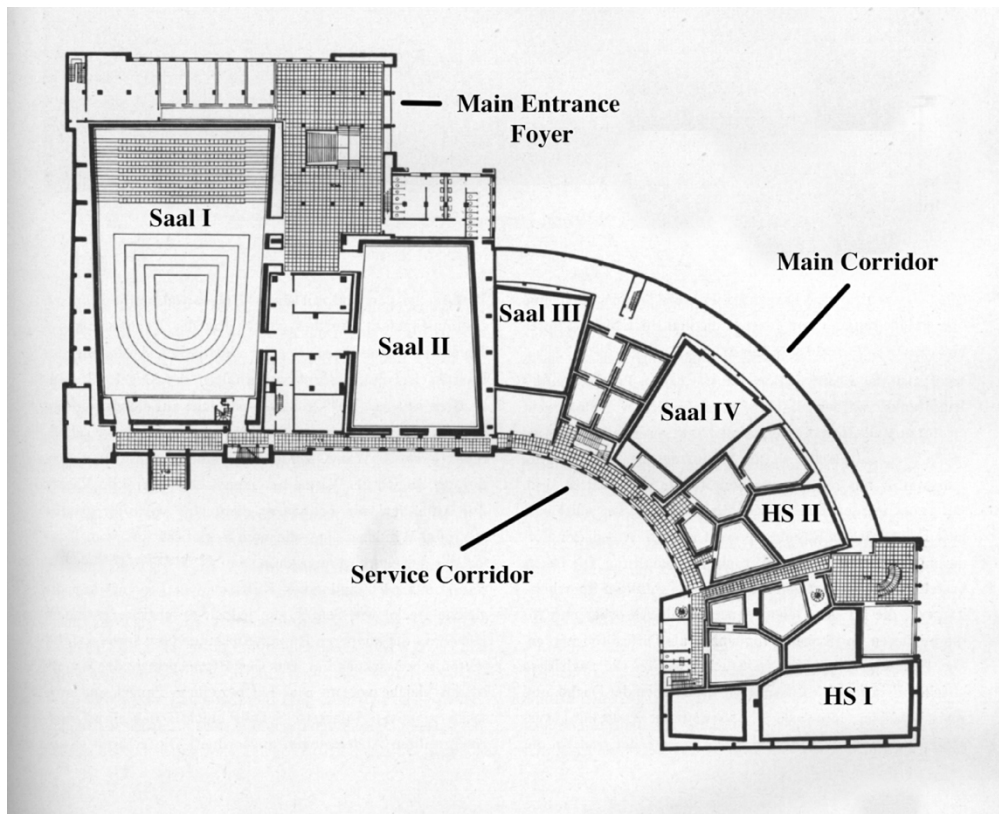 Main Entrance
Foyer
Saal I
Main Corridor
Saal III
Saal II
Saal IV
HS II
Service Corridor
HS I